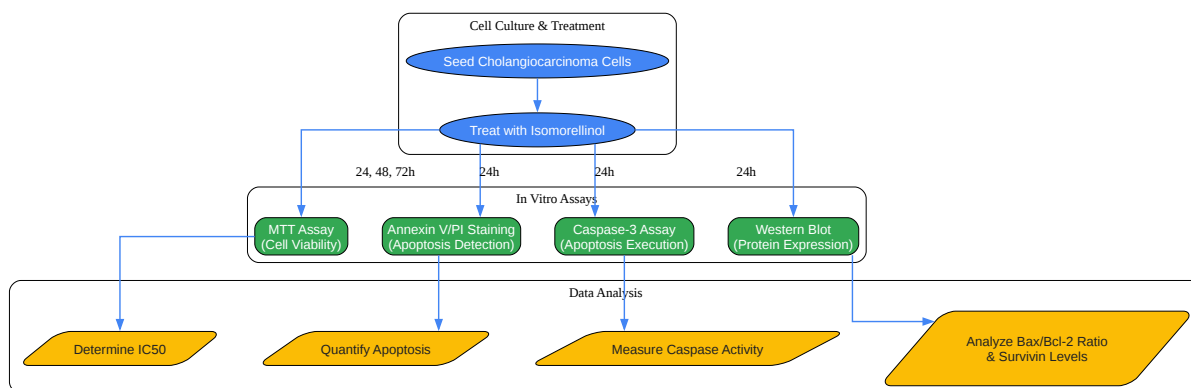 Cell Culture & Treatment
Seed Cholangiocarcinoma Cells
Treat with Isomorellinol
24, 48, 72h
24h
24h
24h
In Vitro Assays
MTT Assay
(Cell Viability)
Annexin V/PI Staining
(Apoptosis Detection)
Caspase-3 Assay
(Apoptosis Execution)
Western Blot
(Protein Expression)
Data Analysis
Determine IC50
Quantify Apoptosis
Measure Caspase Activity
Analyze Bax/Bcl-2 Ratio
& Survivin Levels